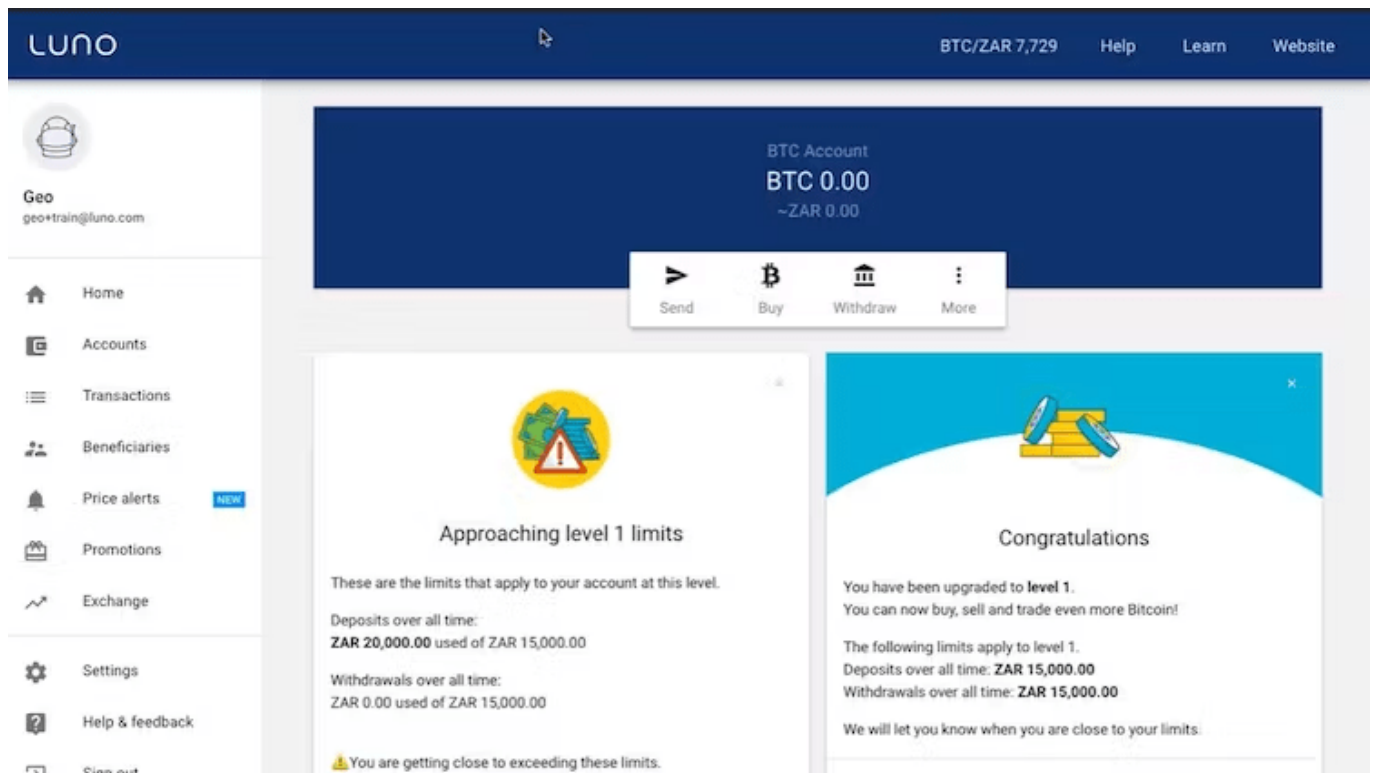 LUNO
BTC/ZAR 7,729 Help Learn Website
Geo
geo+train@luno.com
Home
Accounts
Transactions
Beneficiaries
Price alerts NEW
Promotions
Exchange
Settings
Help & feedback
Sign out
BTC Account
BTC 0.00
~ZAR 0.00
Send Buy Withdraw More
Approaching level 1 limits
These are the limits that apply to your account at this level.
Deposits over all time:
ZAR 20,000.00 used of ZAR 15,000.00
Withdrawals over all time:
ZAR 0.00 used of ZAR 15,000.00
You are getting close to exceeding these limits.
Congratulations
You have been upgraded to level 1.
You can now buy, sell and trade even more Bitcoin!
The following limits apply to level 1.
Deposits over all time: ZAR 15,000.00
Withdrawals over all time: ZAR 15,000.00
We will let you know when you are close to your limits.